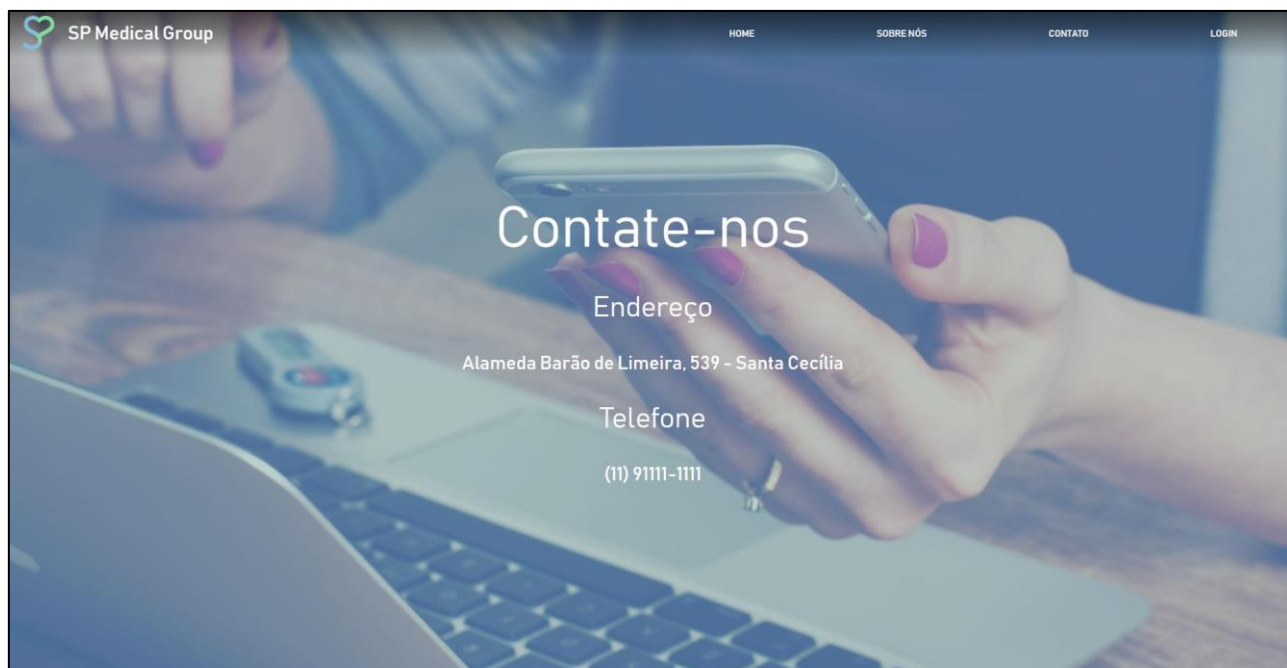 SP Medical Group
HOME SOBRE NÓS CONTATO LOGIN
Contate-nos
Endereço
Alameda Barão de Limeira, 539 - Santa Cecília
Telefone
(11) 91111-1111